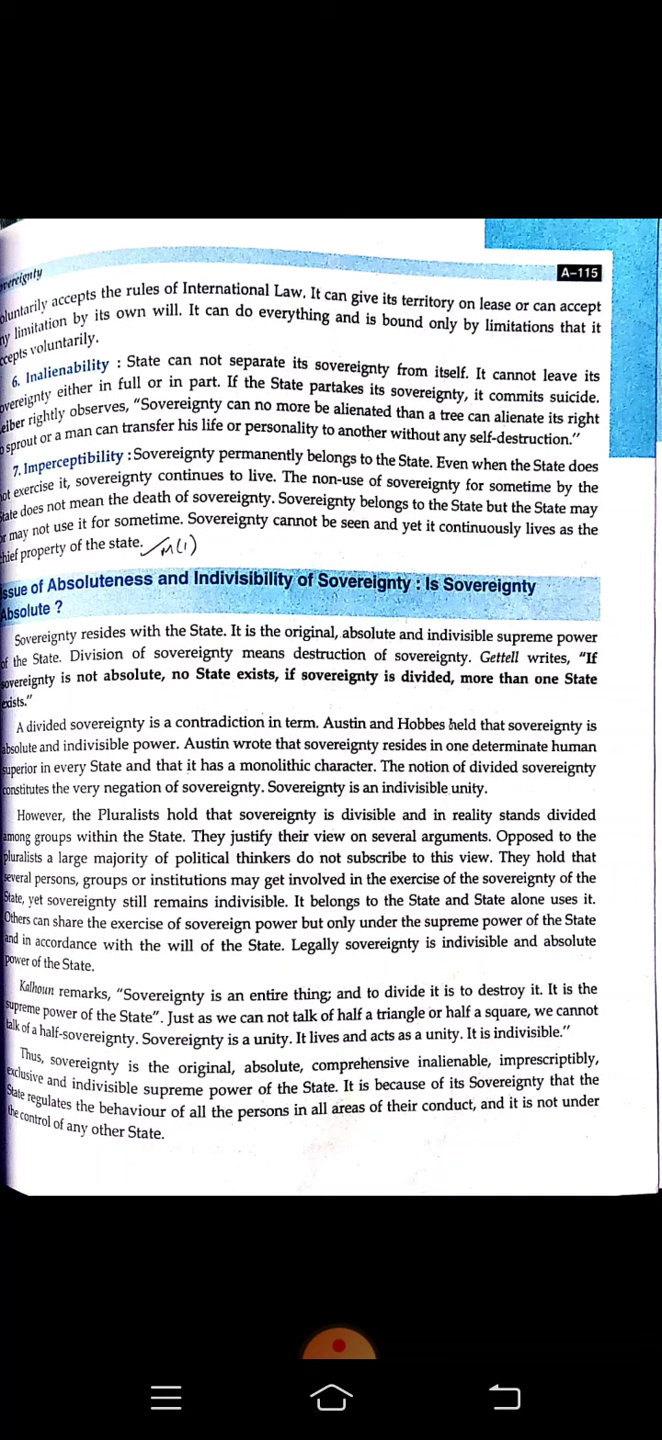 vereignty
A–115
oluntarily accepts the rules of International Law. It can give its territory on lease or can accept
ny limitation by its own will. It can do everything and is bound only by limitations that it
ccepts voluntarily.
6. Inalienability : State can not separate its sovereignty from itself. It cannot leave its
overeignty either in full or in part. If the State partakes its sovereignty, it commits suicide.
eiber rightly observes, “Sovereignty can no more be alienated than a tree can alienate its right
o sprout or a man can transfer his life or personality to another without any self-destruction.”
7. Imperceptibility : Sovereignty permanently belongs to the State. Even when the State does
not exercise it, sovereignty continues to live. The non-use of sovereignty for sometime by the
State does not mean the death of sovereignty. Sovereignty belongs to the State but the State may
or may not use it for sometime. Sovereignty cannot be seen and yet it continuously lives as the
chief property of the state. M(1)
ssue of Absoluteness and Indivisibility of Sovereignty : Is Sovereignty
Absolute ?
Sovereignty resides with the State. It is the original, absolute and indivisible supreme power
of the State. Division of sovereignty means destruction of sovereignty. Gettell writes, “If
sovereignty is not absolute, no State exists, if sovereignty is divided, more than one State
exists.”
A divided sovereignty is a contradiction in term. Austin and Hobbes held that sovereignty is
absolute and indivisible power. Austin wrote that sovereignty resides in one determinate human
superior in every State and that it has a monolithic character. The notion of divided sovereignty
constitutes the very negation of sovereignty. Sovereignty is an indivisible unity.
However, the Pluralists hold that sovereignty is divisible and in reality stands divided
among groups within the State. They justify their view on several arguments. Opposed to the
pluralists a large majority of political thinkers do not subscribe to this view. They hold that
several persons, groups or institutions may get involved in the exercise of the sovereignty of the
State, yet sovereignty still remains indivisible. It belongs to the State and State alone uses it.
Others can share the exercise of sovereign power but only under the supreme power of the State
and in accordance with the will of the State. Legally sovereignty is indivisible and absolute
power of the State.
Kalhoun remarks, “Sovereignty is an entire thing; and to divide it is to destroy it. It is the
supreme power of the State”. Just as we can not talk of half a triangle or half a square, we cannot
talk of a half-sovereignty. Sovereignty is a unity. It lives and acts as a unity. It is indivisible.”
Thus, sovereignty is the original, absolute, comprehensive inalienable, imprescriptibly,
exclusive and indivisible supreme power of the State. It is because of its Sovereignty that the
State regulates the behaviour of all the persons in all areas of their conduct, and it is not under
the control of any other State.